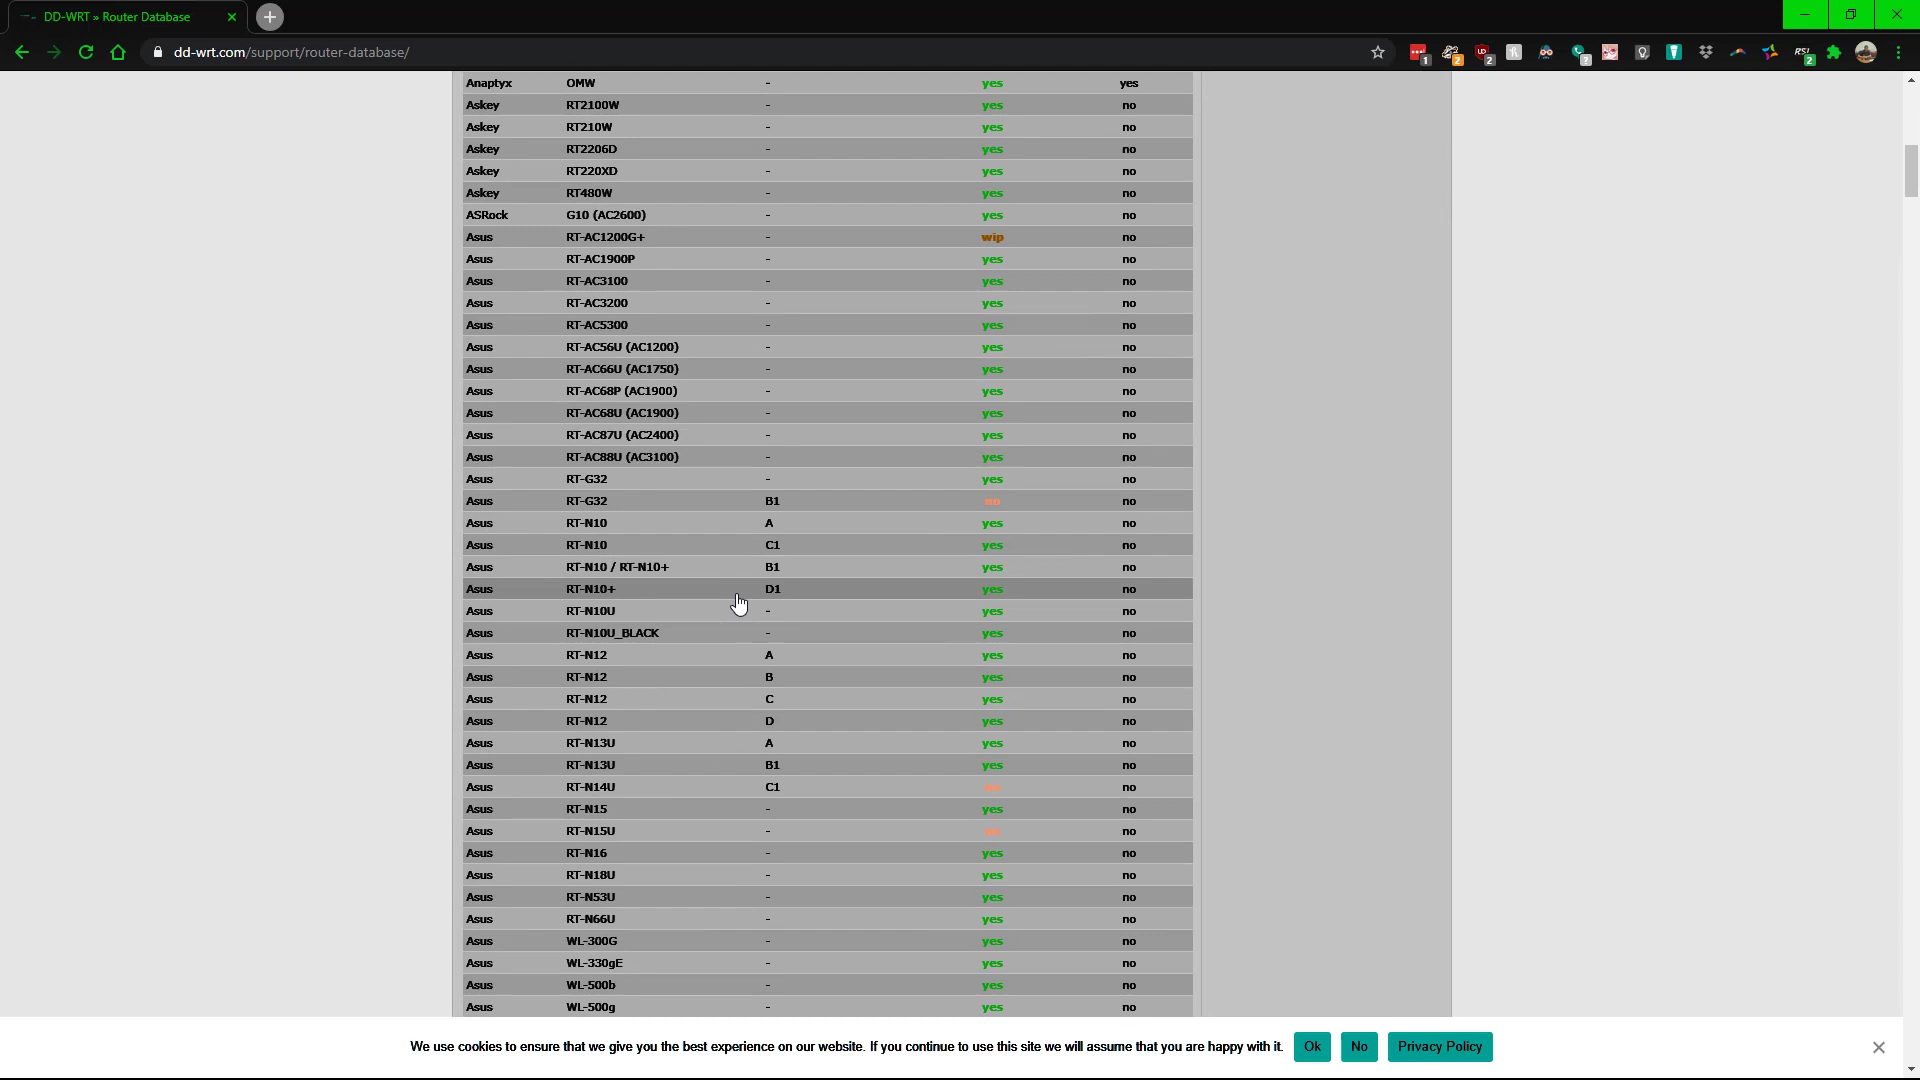 DD-WRT » Router Database
dd-wrt.com/support/router-database/
Anaptyx OMW - yes yes
Askey RT2100W - yes no
Askey RT210W - yes no
Askey RT2206D - yes no
Askey RT220XD - yes no
Askey RT480W - yes no
ASRock G10 (AC2600) - yes no
Asus RT-AC1200G+ - wip no
Asus RT-AC1900P - yes no
Asus RT-AC3100 - yes no
Asus RT-AC3200 - yes no
Asus RT-AC5300 - yes no
Asus RT-AC56U (AC1200) - yes no
Asus RT-AC66U (AC1750) - yes no
Asus RT-AC68P (AC1900) - yes no
Asus RT-AC68U (AC1900) - yes no
Asus RT-AC87U (AC2400) - yes no
Asus RT-AC88U (AC3100) - yes no
Asus RT-G32 - yes no
Asus RT-G32 B1 no no
Asus RT-N10 A yes no
Asus RT-N10 C1 yes no
Asus RT-N10 / RT-N10+ B1 yes no
Asus RT-N10+ D1 yes no
Asus RT-N10U - yes no
Asus RT-N10U_BLACK - yes no
Asus RT-N12 A yes no
Asus RT-N12 B yes no
Asus RT-N12 C yes no
Asus RT-N12 D yes no
Asus RT-N13U A yes no
Asus RT-N13U B1 yes no
Asus RT-N14U C1 no no
Asus RT-N15 - yes no
Asus RT-N15U - no no
Asus RT-N16 - yes no
Asus RT-N18U - yes no
Asus RT-N53U - yes no
Asus RT-N66U - yes no
Asus WL-300G - yes no
Asus WL-330gE - yes no
Asus WL-500b - yes no
Asus WL-500g - yes no
We use cookies to ensure that we give you the best experience on our website. If you continue to use this site we will assume that you are happy with it. Ok No Privacy Policy